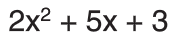 2x² + 5x + 3